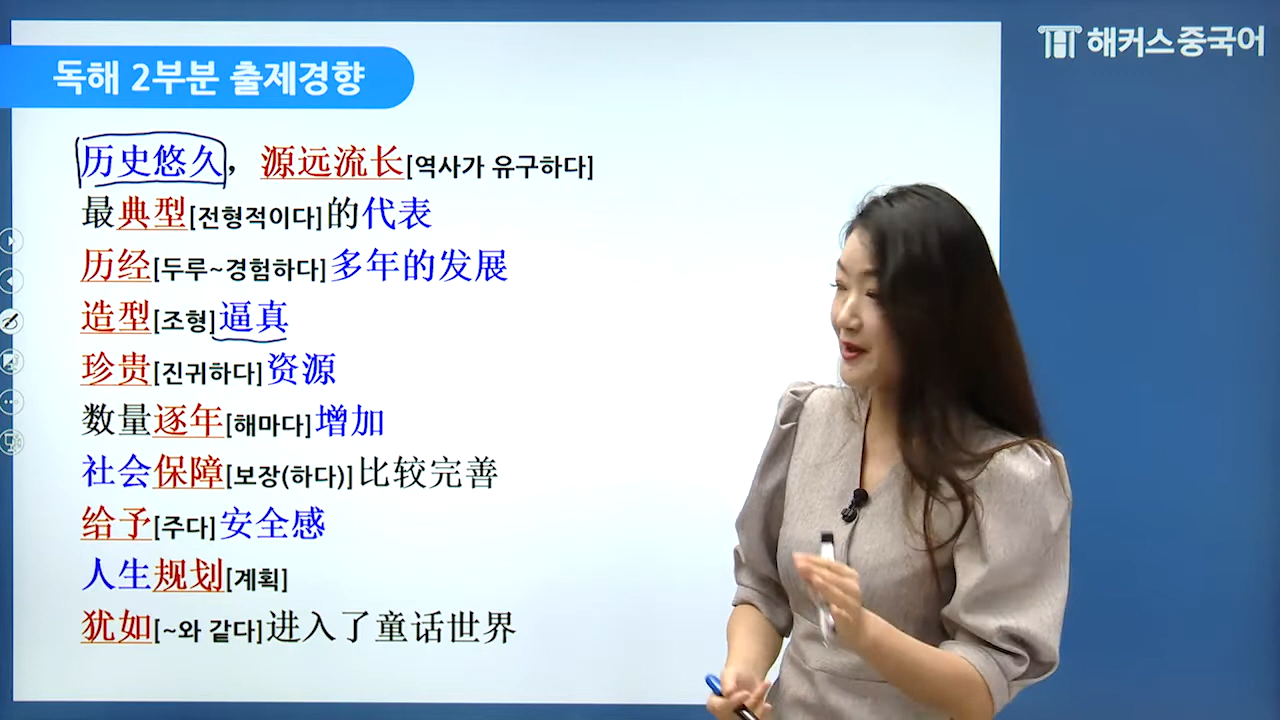 해커스중국어
독해 2부분 출제경향
历史悠久，源远流长[역사가 유구하다]
最典型[전형적이다]的代表
历经[두루~경험하다]多年的发展
造型[조형]逼真
珍贵[진귀하다]资源
数量逐年[해마다]增加
社会保障[보장(하다)]比较完善
给予[주다]安全感
人生规划[계획]
犹如[~와 같다]进入了童话世界